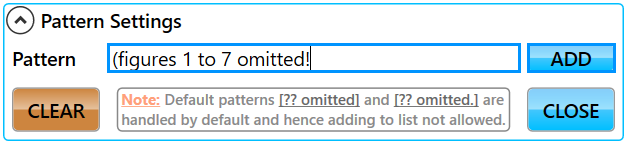 Pattern Settings
Pattern (figures 1 to 7 omitted! ADD
CLEAR Note: Default patterns [?? omitted] and [?? omitted.] are
handled by default and hence adding to list not allowed. CLOSE